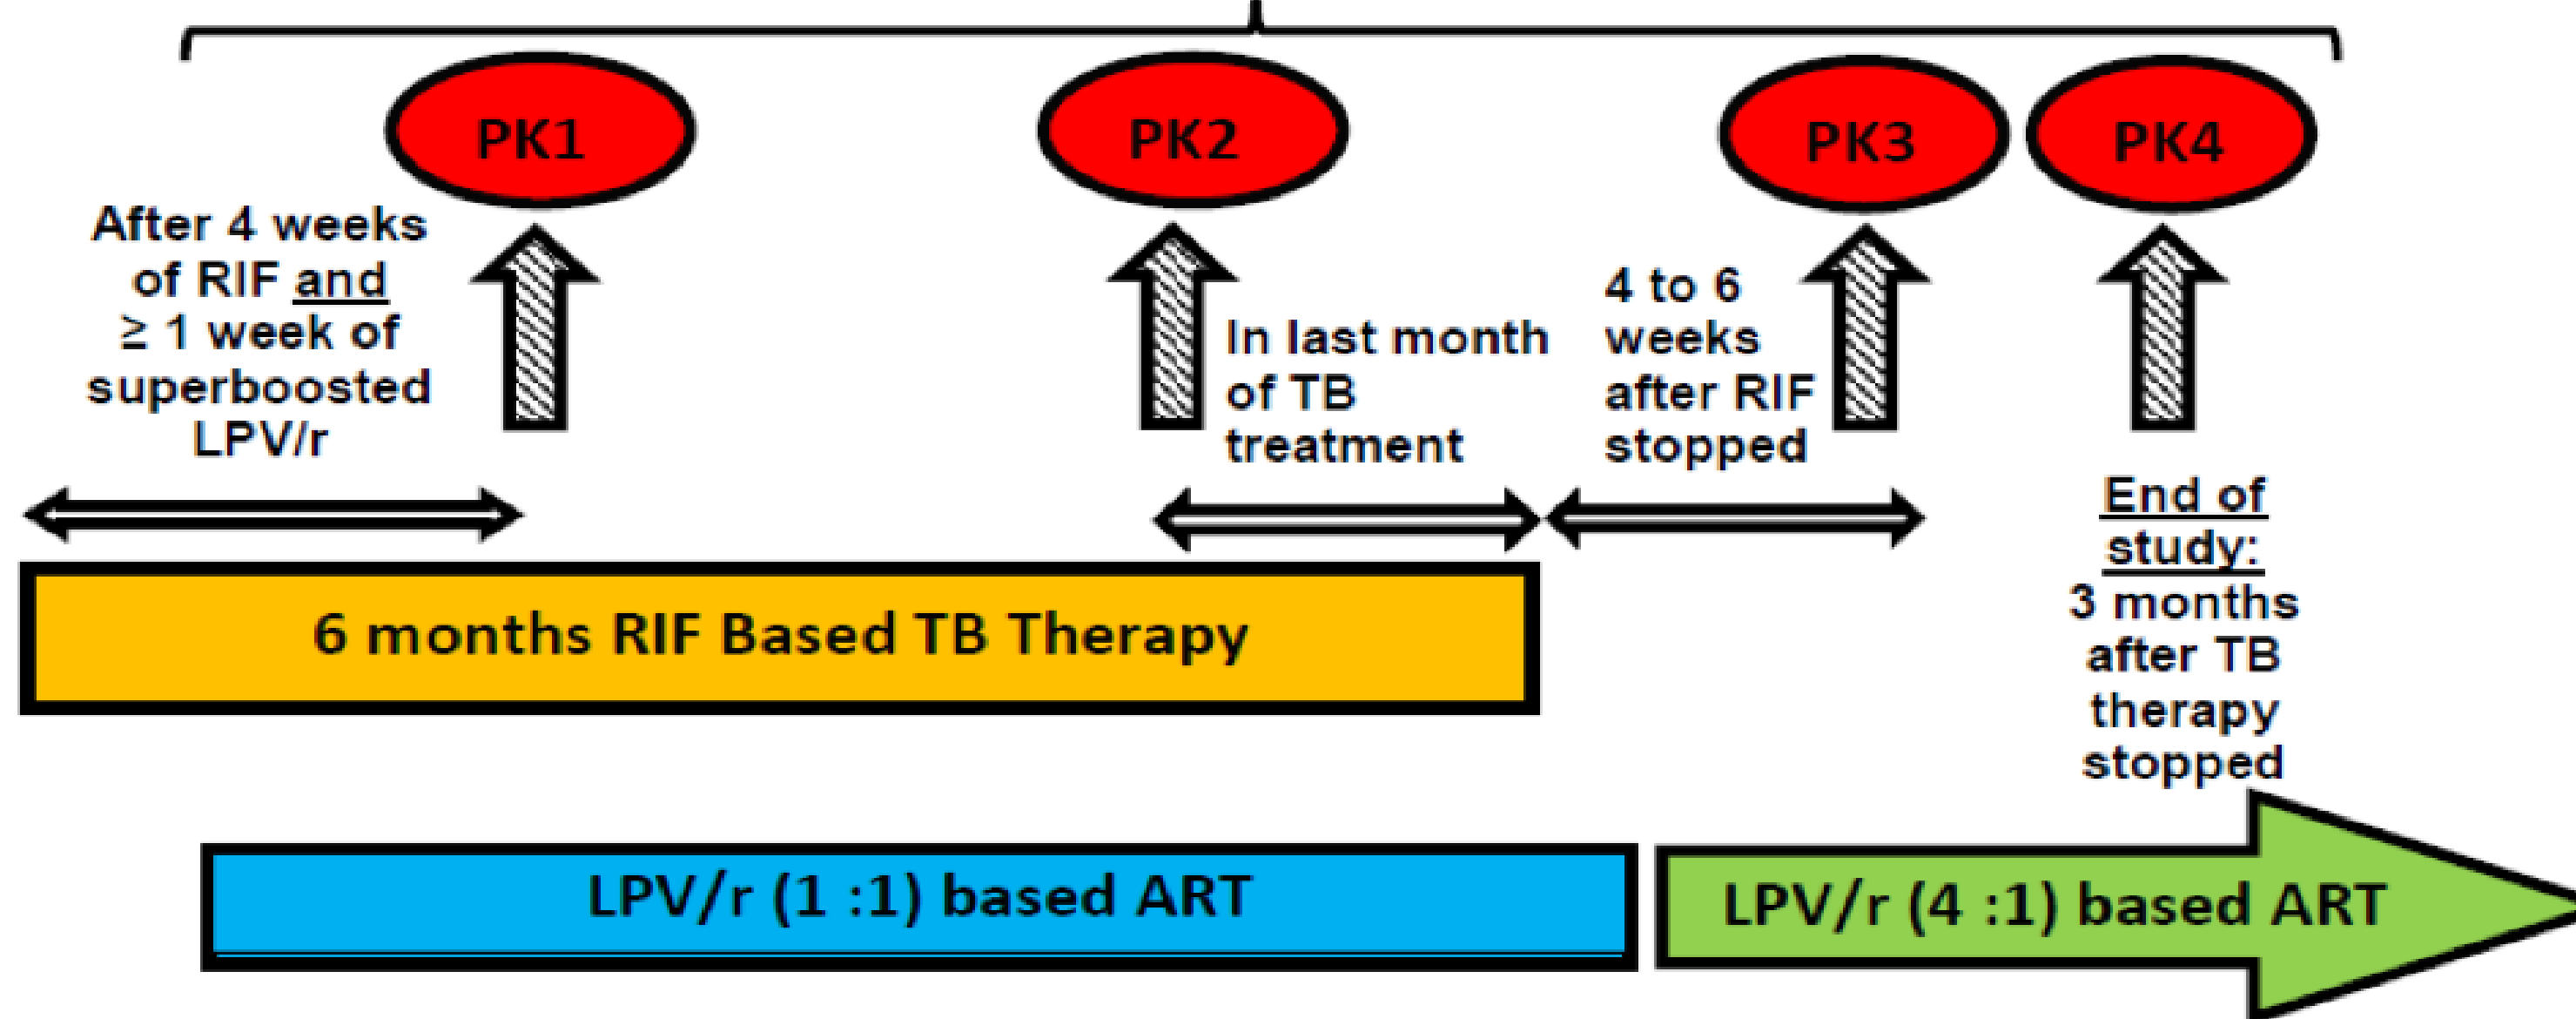 PK1
PK2
PK3
PK4
After 4 weeks
of RIF and
≥ 1 week of
superboosted
LPV/r
In last month
of TB
treatment
4 to 6
weeks
after RIF
stopped
End of
study:
3 months
after TB
therapy
stopped
6 months RIF Based TB Therapy
LPV/r (1 :1) based ART
LPV/r (4 :1) based ART